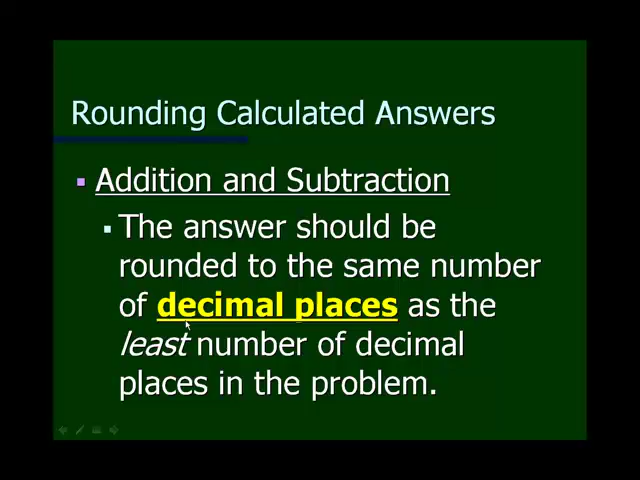 Rounding Calculated Answers
Addition and Subtraction
The answer should be
rounded to the same number
of decimal places as the
least number of decimal
places in the problem.